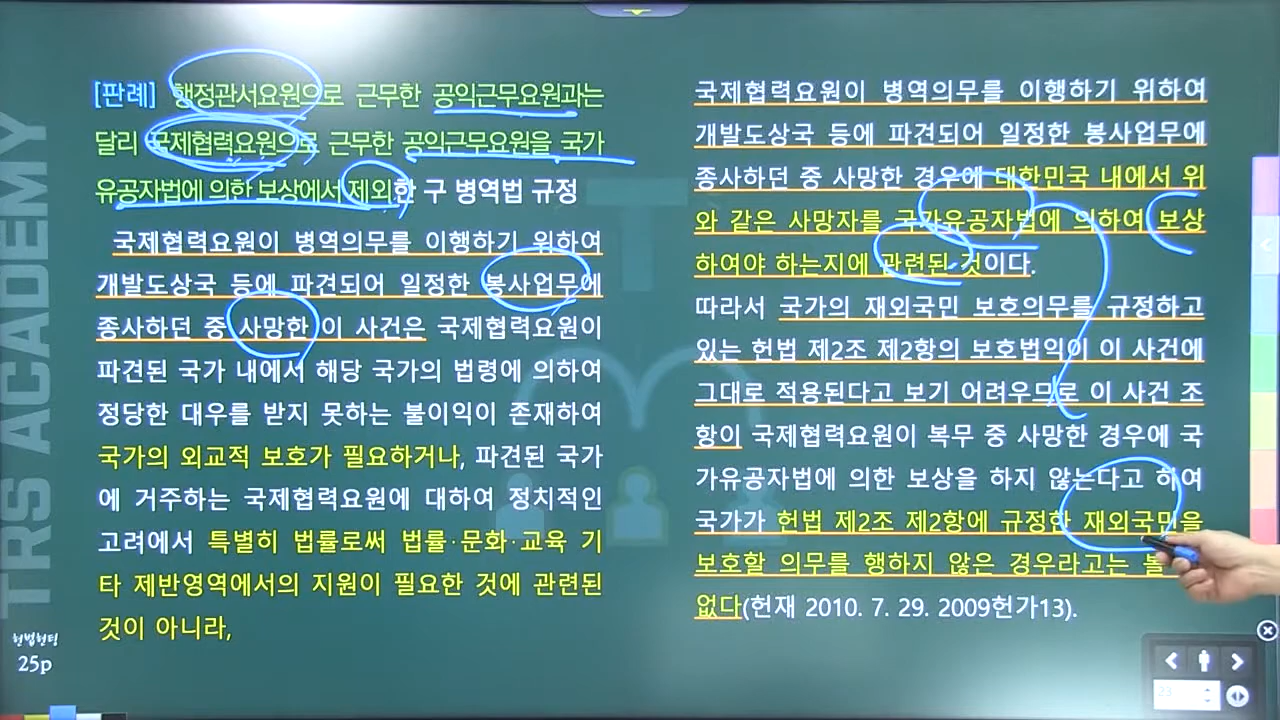 [판례] 행정관서요원으로 근무한 공익근무요원과는
달리 국제협력요원으로 근무한 공익근무요원을 국가
유공자법에 의한 보상에서 제외한 구 병역법 규정
국제협력요원이 병역의무를 이행하기 위하여
개발도상국 등에 파견되어 일정한 봉사업무에
종사하던 중 사망한 이 사건은 국제협력요원이
파견된 국가 내에서 해당 국가의 법령에 의하여
정당한 대우를 받지 못하는 불이익이 존재하여
국가의 외교적 보호가 필요하거나, 파견된 국가
에 거주하는 국제협력요원에 대하여 정치적인
고려에서 특별히 법률로써 법률·문화·교육 기
타 제반영역에서의 지원이 필요한 것에 관련된
것이 아니라,
국제협력요원이 병역의무를 이행하기 위하여
개발도상국 등에 파견되어 일정한 봉사업무에
종사하던 중 사망한 경우에 대한민국 내에서 위
와 같은 사망자를 국가유공자법에 의하여 보상
하여야 하는지에 관련된 것이다.
따라서 국가의 재외국민 보호의무를 규정하고
있는 헌법 제2조 제2항의 보호법익이 이 사건에
그대로 적용된다고 보기 어려우므로 이 사건 조
항이 국제협력요원이 복무 중 사망한 경우에 국
가유공자법에 의한 보상을 하지 않는다고 하여
국가가 헌법 제2조 제2항에 규정한 재외국민을
보호할 의무를 행하지 않은 경우라고는 볼
없다(헌재 2010. 7. 29. 2009헌가13).
TRS ACADEMY
헌법헌팅
25p
23